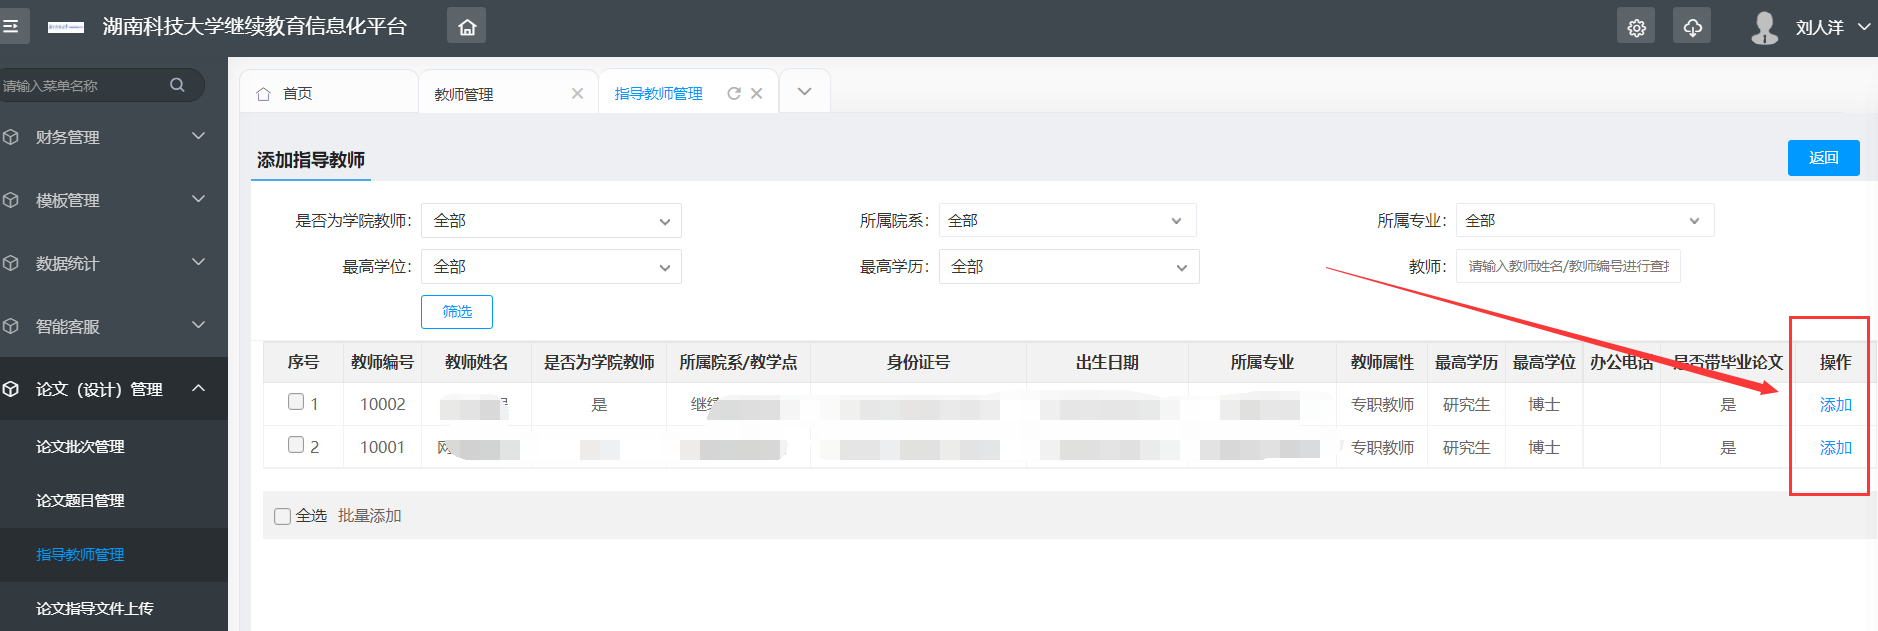 湖南科技大学继续教育信息化平台
刘人洋
请输入菜单名称
首页
教师管理
指导教师管理
财务管理
模板管理
数据统计
智能客服
论文（设计）管理
论文批次管理
论文题目管理
指导教师管理
论文指导文件上传
添加指导教师
返回
是否为学院教师： 全部
所属院系： 全部
所属专业： 全部
最高学位： 全部
最高学历： 全部
教师： 请输入教师姓名/教师编号进行查找
筛选
序号 教师编号 教师姓名 是否为学院教师 所属院系/教学点 身份证号 出生日期 所属专业 教师属性 最高学历 最高学位 办公电话 是否带毕业论文 操作
1 10002 是 继 专职教师 研究生 博士 是 添加
2 10001 专职教师 研究生 博士 是 添加
全选 批量添加